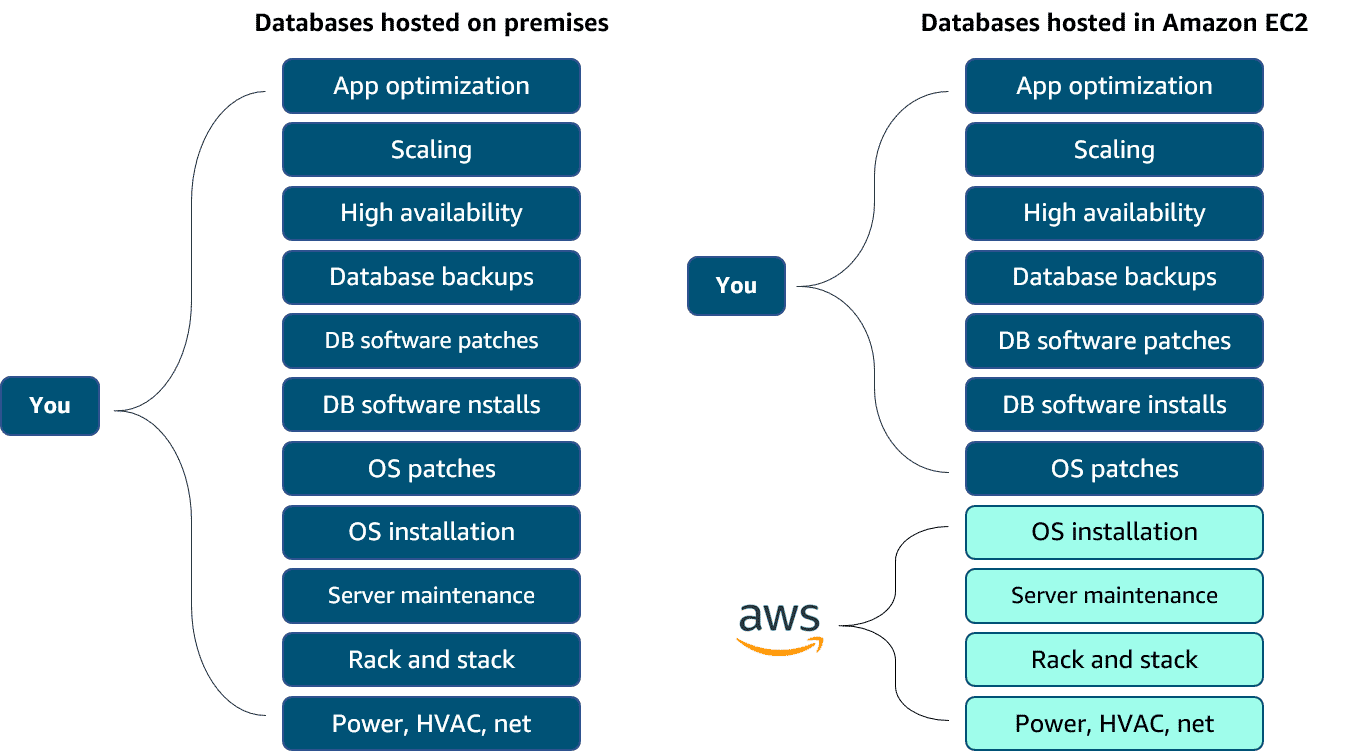 Databases hosted on premises
You
App optimization
Scaling
High availability
Database backups
DB software patches
DB software nstalls
OS patches
OS installation
Server maintenance
Rack and stack
Power, HVAC, net
Databases hosted in Amazon EC2
You
App optimization
Scaling
High availability
Database backups
DB software patches
DB software installs
OS patches
aws
OS installation
Server maintenance
Rack and stack
Power, HVAC, net